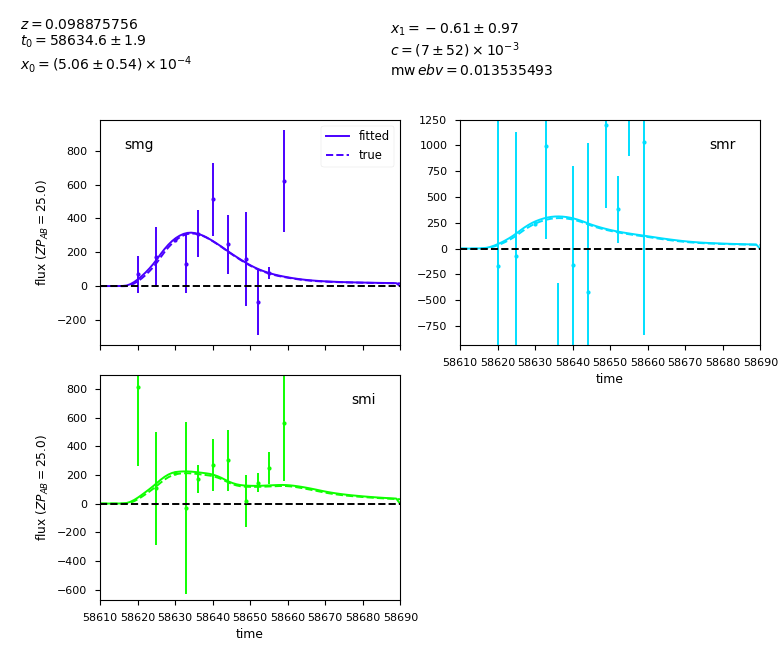 z = 0.098875756
t₀ = 58634.6 ± 1.9
x₀ = (5.06 ± 0.54) × 10⁻⁴
x₁ = −0.61 ± 0.97
c = (7 ± 52) × 10⁻³
mw ebv = 0.013535493
smg
fitted
true
800
600
400
200
0
−200
flux (ZP_AB = 25.0)
smr
1250
1000
750
500
250
0
−250
−500
−750
58610 58620 58630 58640 58650 58660 58670 58680 58690
time
smi
800
600
400
200
0
−200
−400
−600
flux (ZP_AB = 25.0)
58610 58620 58630 58640 58650 58660 58670 58680 58690
time